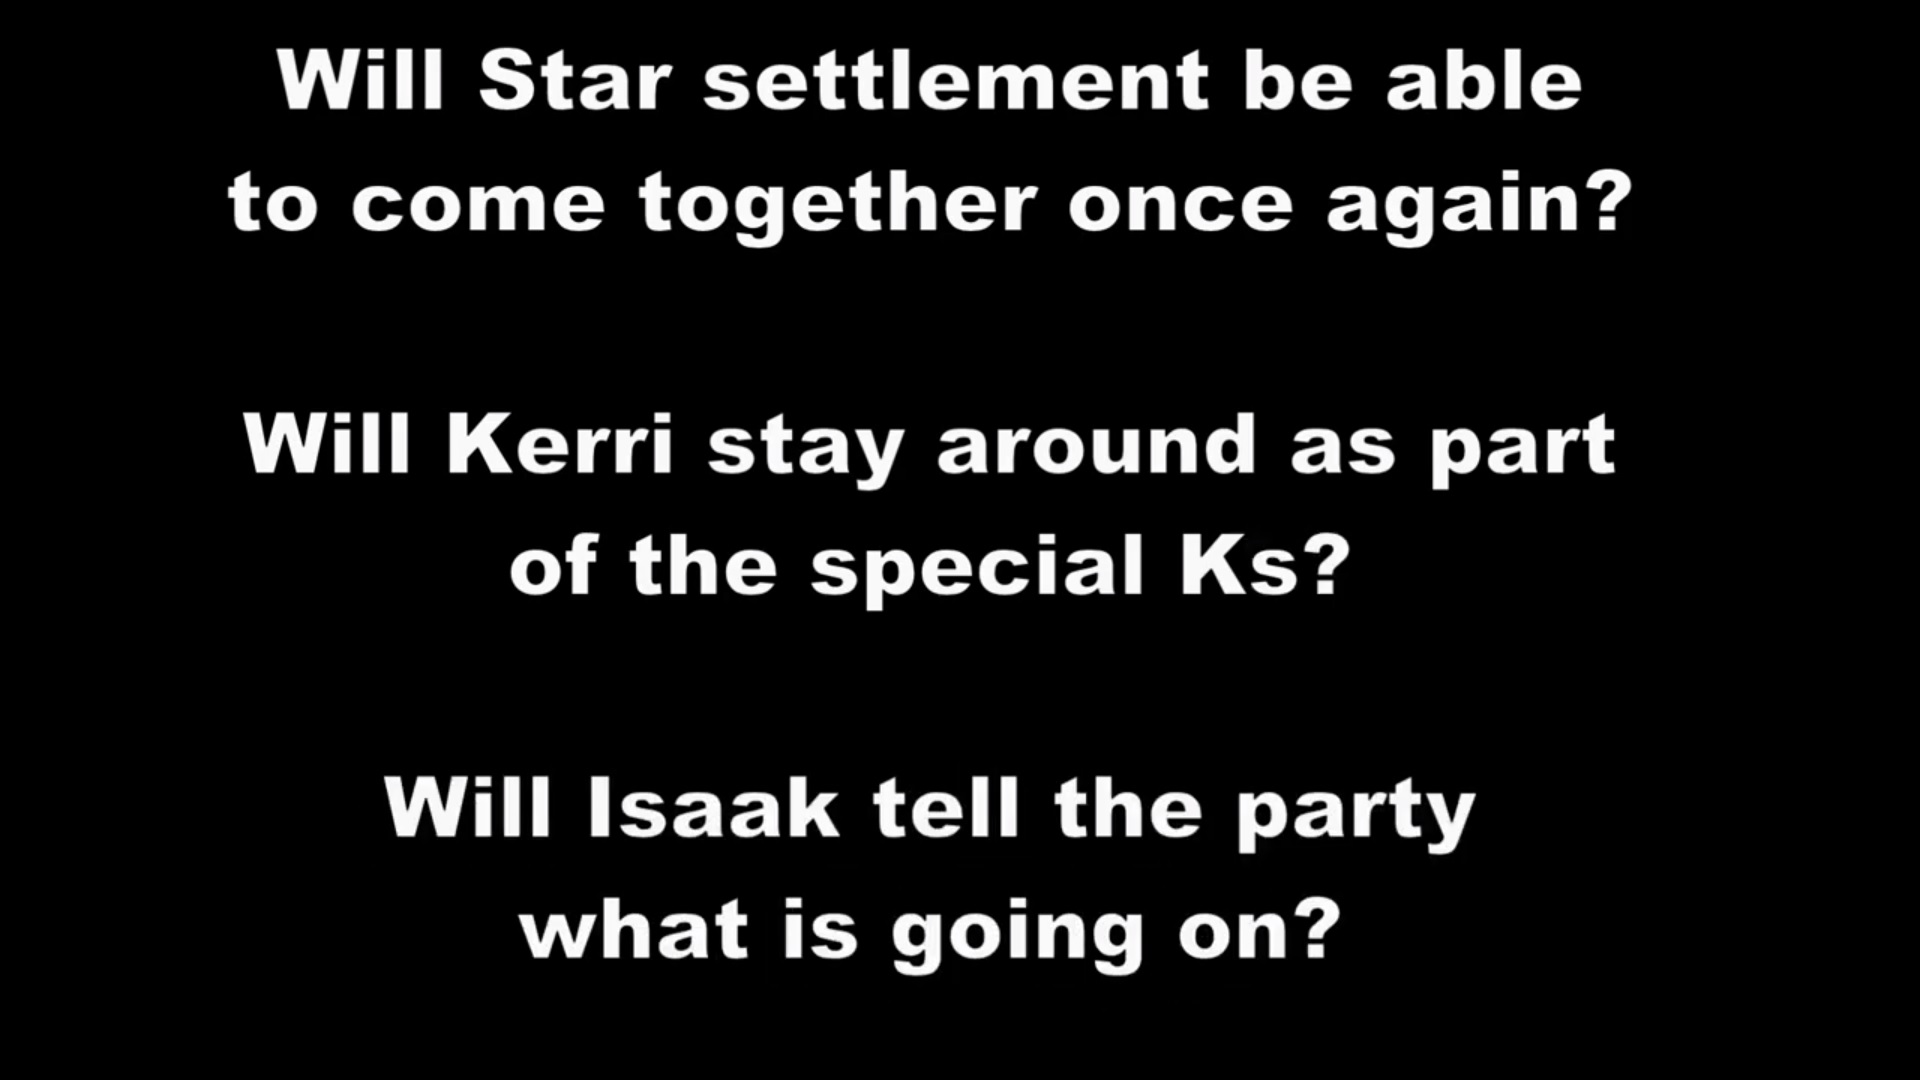 Will Star settlement be able
to come together once again?
Will Kerri stay around as part
of the special Ks?
Will Isaak tell the party
what is going on?